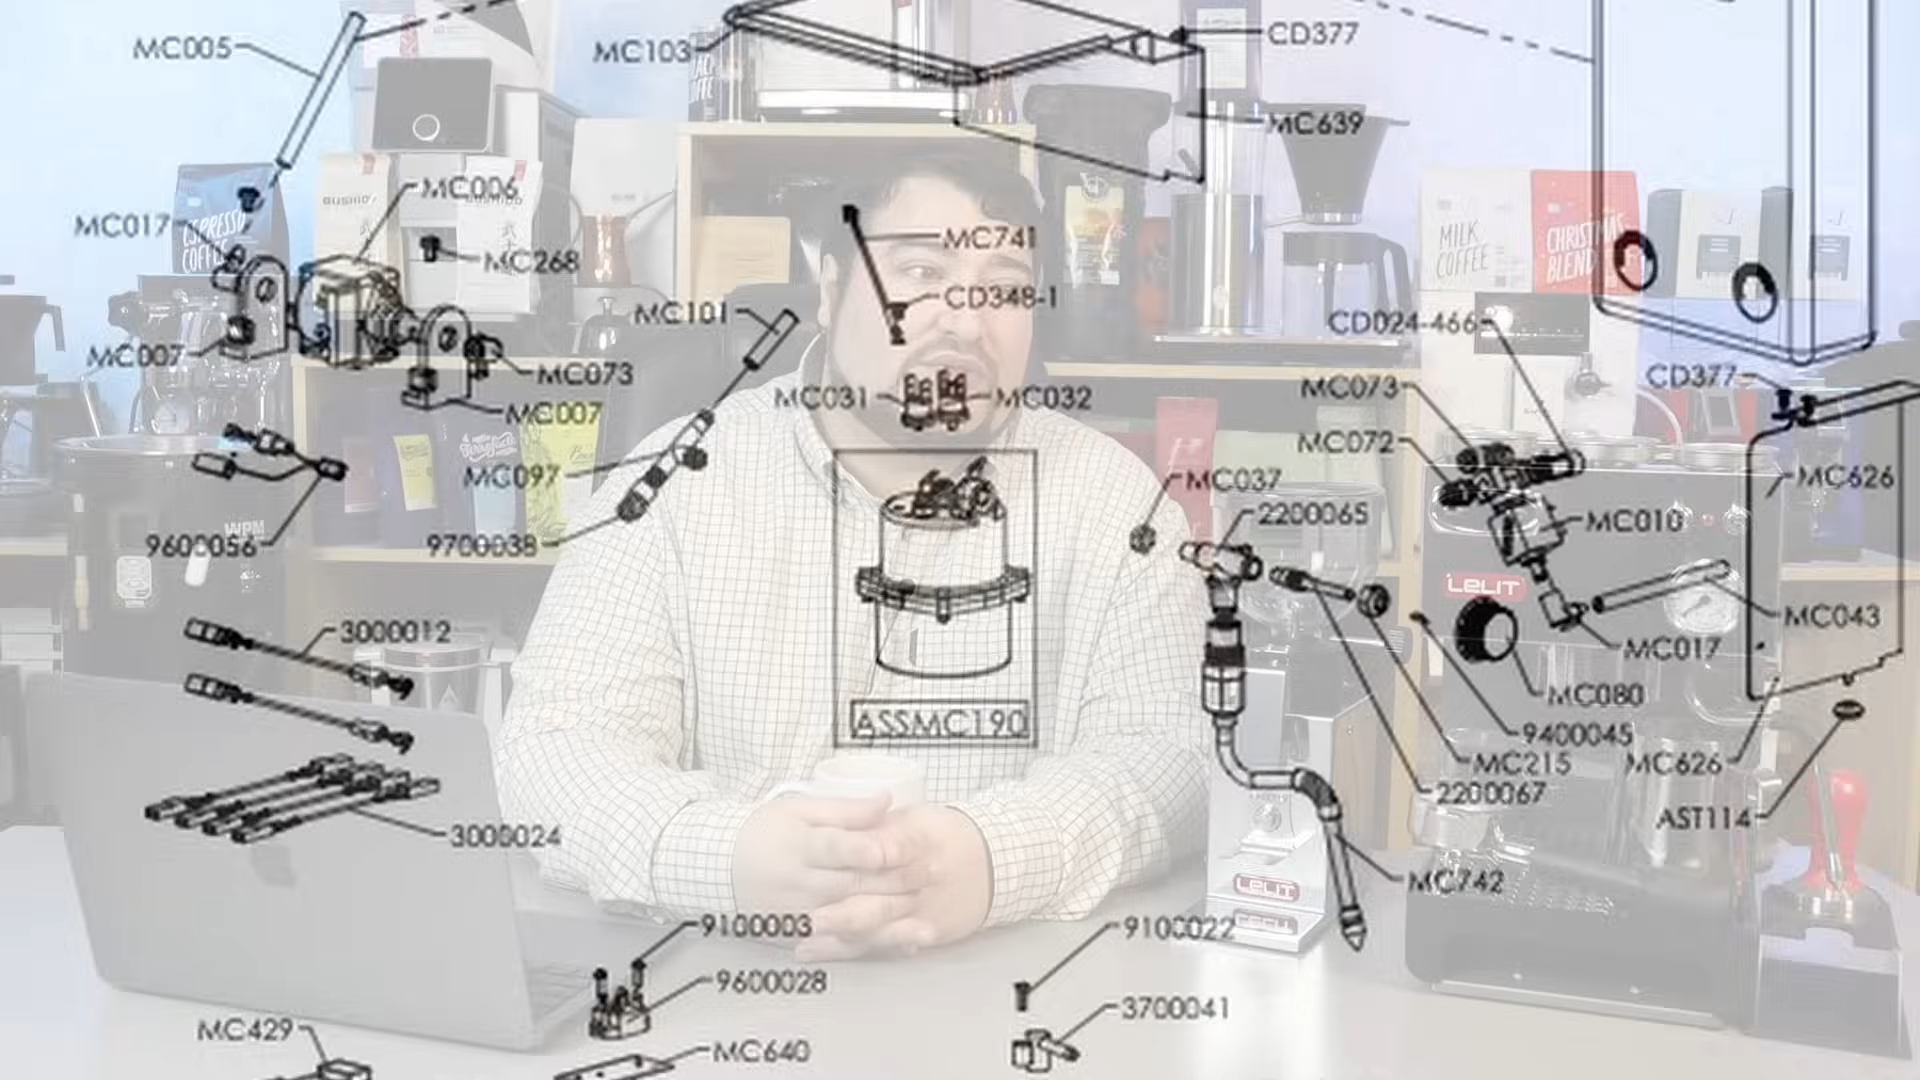 MC005
MC103
CD377
MC639
MC006
MC017
ESPRESSO
COFFEE
BUSHIDO
MC268
MC741
MILK
COFFEE
CHRISTMAS
BLEND
CD348-1
MC101
CD024-466
MC007
MC073
MC007
MC031
MC032
MC073
CD377
MC072
MC097
MC037
MC626
2200065
MC010
9600056
9700038
WPM
LELIT
3000012
MC043
MC017
MC080
ASSMC190
9400045
MC215
MC626
2200067
AST114
3000024
MC742
LELIT
9100003
9100022
9600028
3700041
MC429
MC640